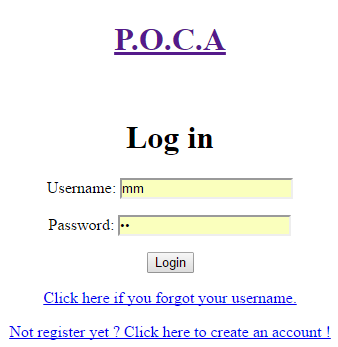 P.O.C.A
Log in
Username: mm
Password: ••
Login
Click here if you forgot your username.
Not register yet ? Click here to create an account !